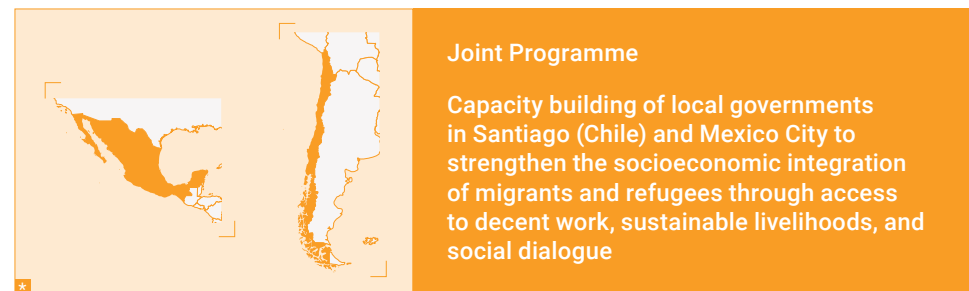 Joint Programme
Capacity building of local governments
in Santiago (Chile) and Mexico City to
strengthen the socioeconomic integration
of migrants and refugees through access
to decent work, sustainable livelihoods, and
social dialogue
*